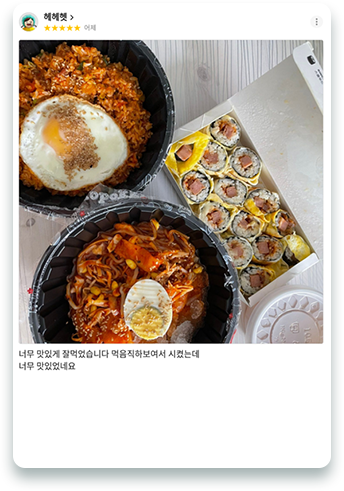 헤헤헷 >
★★★★★ 어제
너무 맛있게 잘먹었습니다 먹음직하보여서 시켰는데
너무 맛있었네요